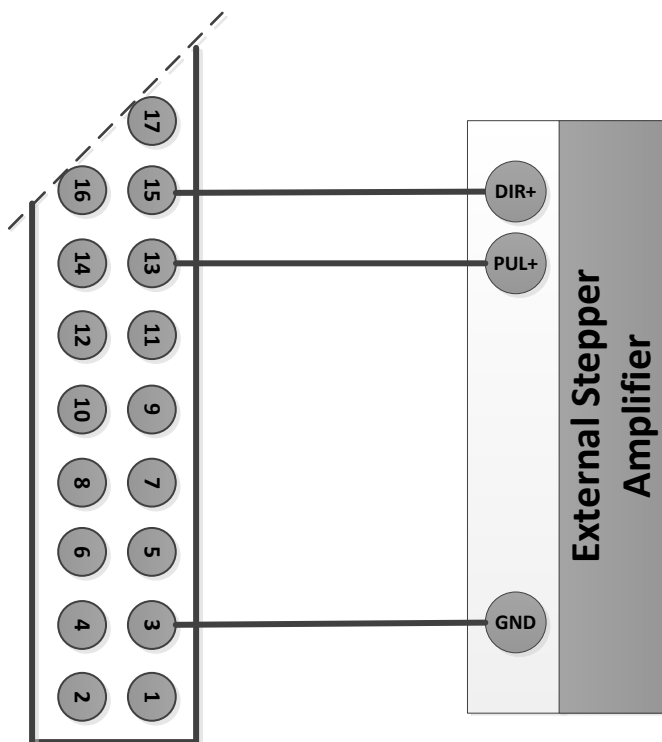 17
16 15 DIR+
14 13 PUL+
12 11
10 9
8 7
6 5
4 3 GND
2 1
External Stepper
Amplifier